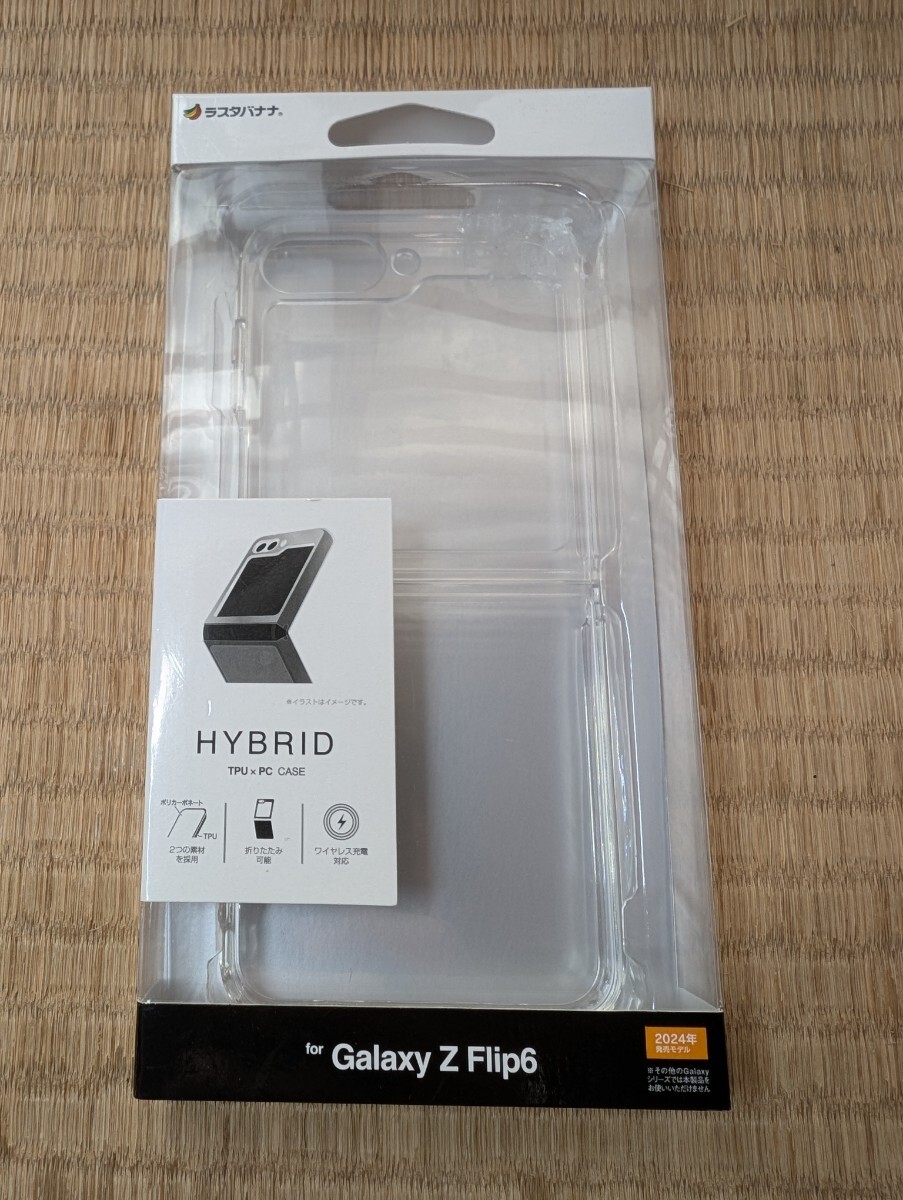 ラスタバナナ®
※イラストはイメージです。
HYBRID
TPU × PC CASE
ポリカーボネート
TPU
2つの素材
を採用
折りたたみ
可能
ワイヤレス充電
対応
for Galaxy Z Flip6
2024年
発売モデル
※その他のGalaxy
シリーズでは本製品を
お使いいただけません